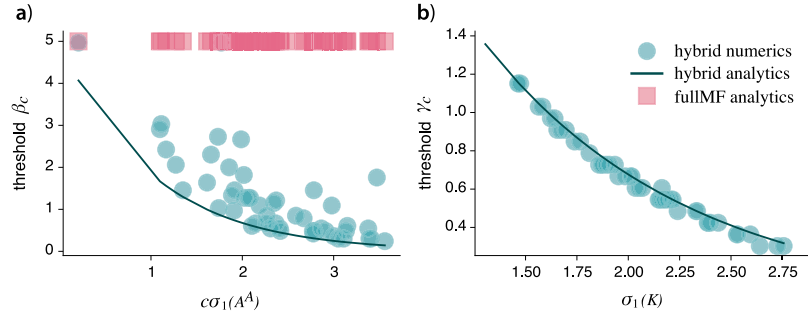 a)
threshold βc
5
4
3
2
1
0
1
2
3
cσ1(A^A)
b)
threshold γc
1.4
1.2
1.0
0.8
0.6
0.4
1.50
1.75
2.00
2.25
2.50
2.75
σ1(K)
hybrid numerics
hybrid analytics
fullMF analytics